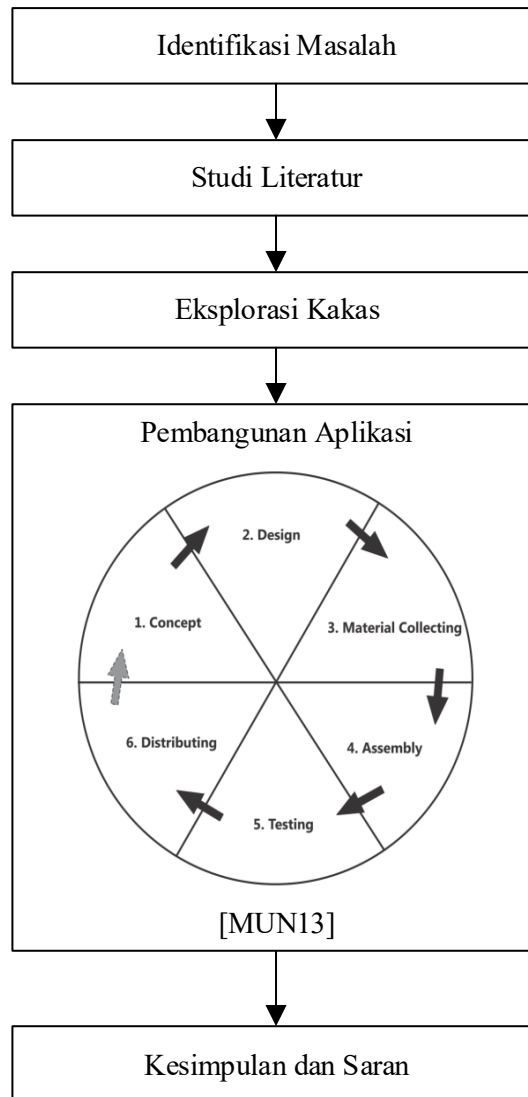 Identifikasi Masalah
Studi Literatur
Eksplorasi Kakas
Pembangunan Aplikasi
2. Design
1. Concept
3. Material Collecting
6. Distributing
4. Assembly
5. Testing
[MUN13]
Kesimpulan dan Saran